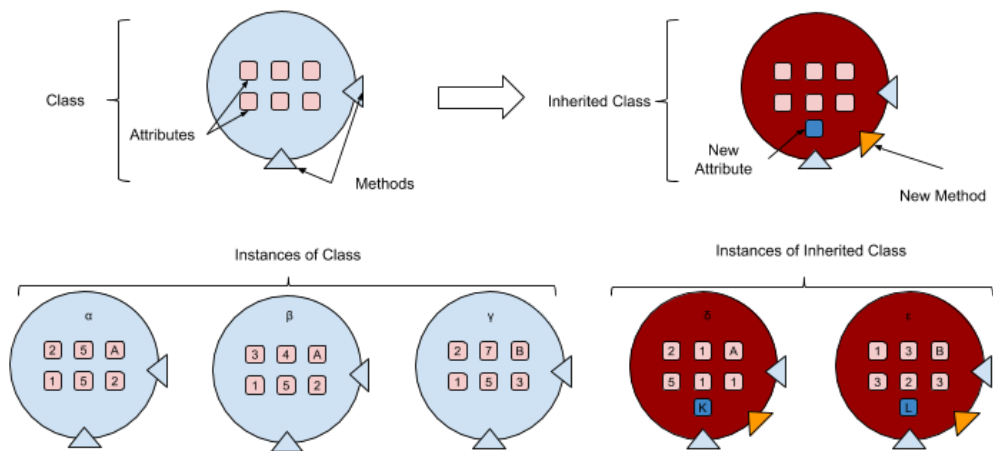 Class
Attributes
Methods
Inherited Class
New
Attribute
New Method
Instances of Class
Instances of Inherited Class
α
2 5 A
1 5 2
β
3 4 A
1 5 2
γ
2 7 B
1 5 3
δ
2 1 A
5 1 1
K
ε
1 3 B
3 2 3
L